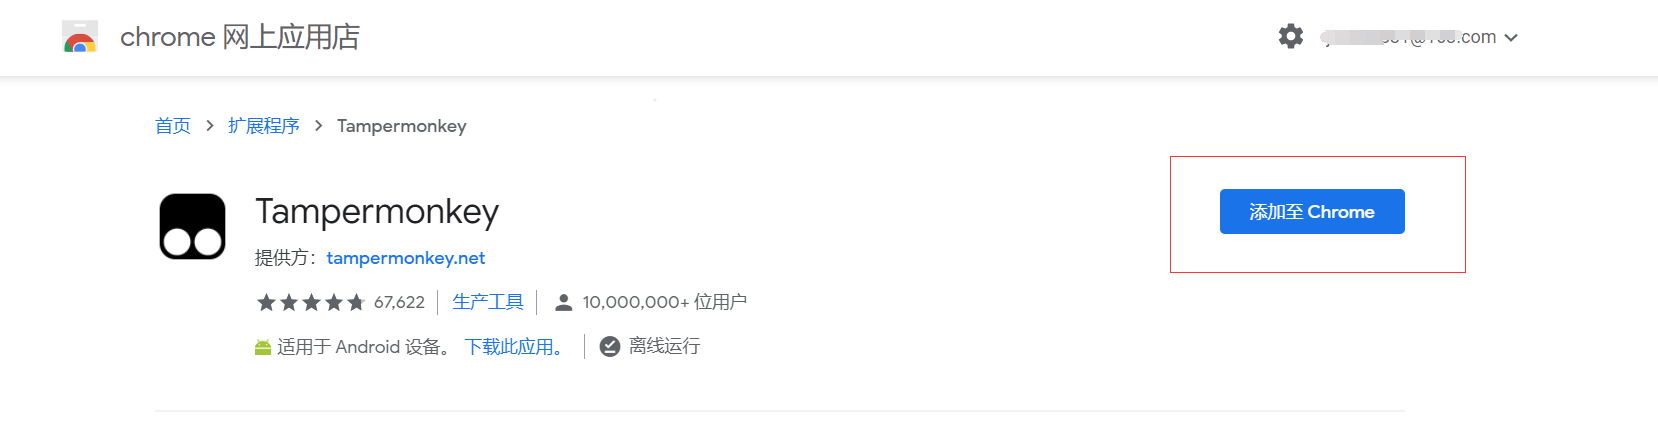 chrome 网上应用店
.com
首页 > 扩展程序 > Tampermonkey
Tampermonkey
添加至 Chrome
提供方： tampermonkey.net
67,622 生产工具 10,000,000+ 位用户
适用于 Android 设备。 下载此应用。 离线运行